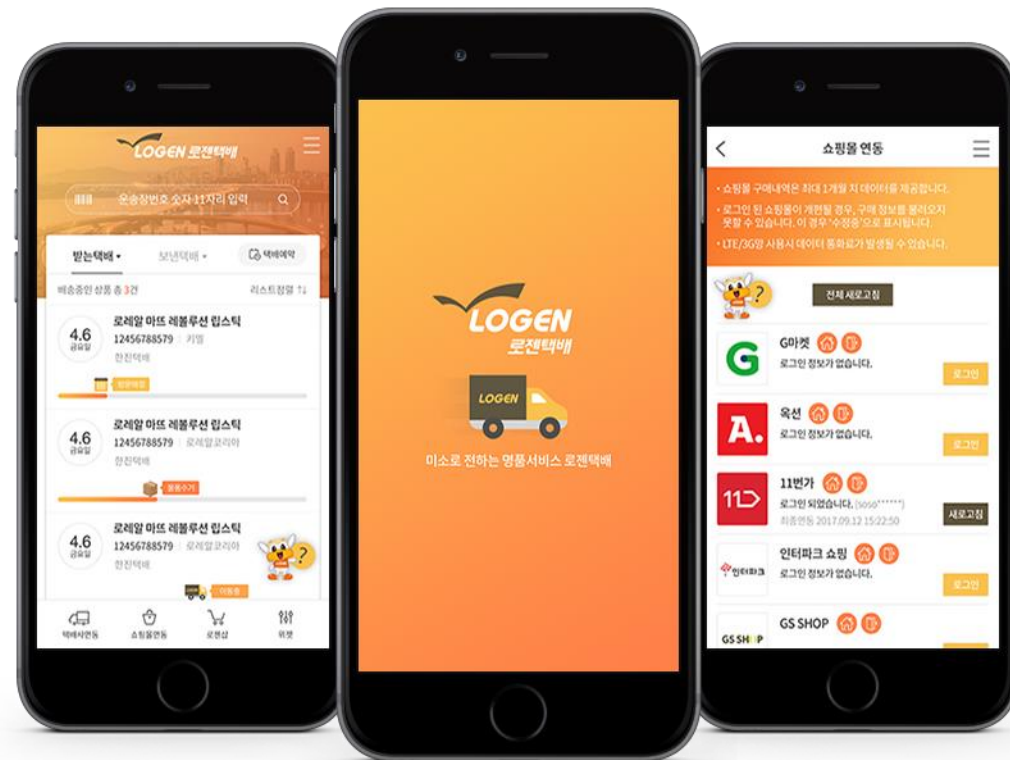 LOGEN 로젠택배
운송장번호 숫자 11자리 입력
받는택배
보낸택배
택배예약
배송중인 상품 총 3건
리스트정렬
4.6
금요일
로레알 마뜨 레볼루션 립스틱
12456788579 키엘
한진택배
방문예정
4.6
금요일
로레알 마뜨 레볼루션 립스틱
12456788579 로레알코리아
한진택배
물품수거
4.6
금요일
로레알 마뜨 레볼루션 립스틱
12456788579 로레알코리아
한진택배
?
이동중
택배사연동
쇼핑몰연동
로젠샵
위젯
LOGEN
로젠택배
LOGEN
미소로 전하는 명품서비스 로젠택배
쇼핑몰 연동
• 쇼핑몰 구매내역은 최대 1개월 치 데이터를 제공합니다.
• 로그인 된 쇼핑몰이 개편될 경우, 구매 정보를 불러오지
못할 수 있습니다. 이 경우 '수정중'으로 표시됩니다.
• LTE/3G망 사용시 데이터 통화료가 발생될 수 있습니다.
?
전체 새로고침
G
G마켓
로그인 정보가 없습니다.
로그인
A.
옥션
로그인 정보가 없습니다.
로그인
11
11번가
로그인 되었습니다. (soso******)
최종연동 2017.09.12 15:22:50
새로고침
인터파크
인터파크 쇼핑
로그인 정보가 없습니다.
로그인
GS SHOP
GS SHOP